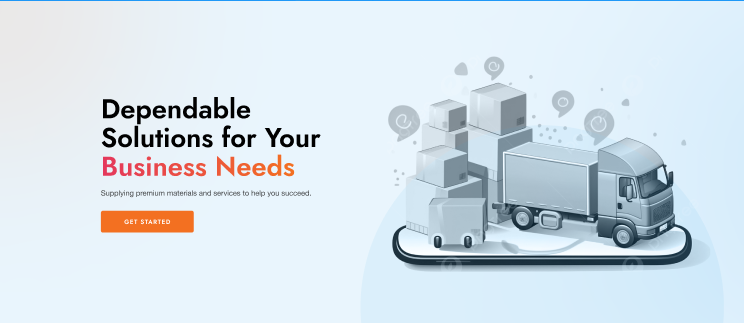 Dependable
Solutions for Your
Business Needs
Supplying premium materials and services to help you succeed.
GET STARTED